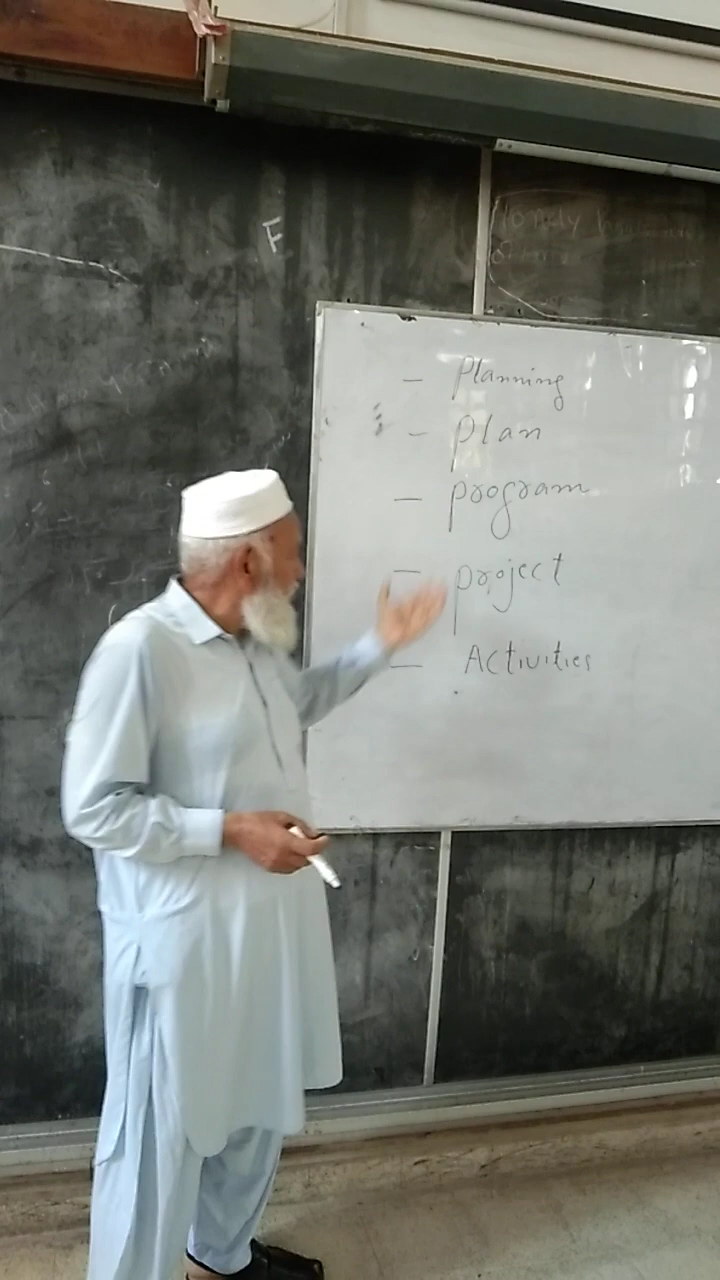 F
- Planning
- Plan
- program
- project
- Activities